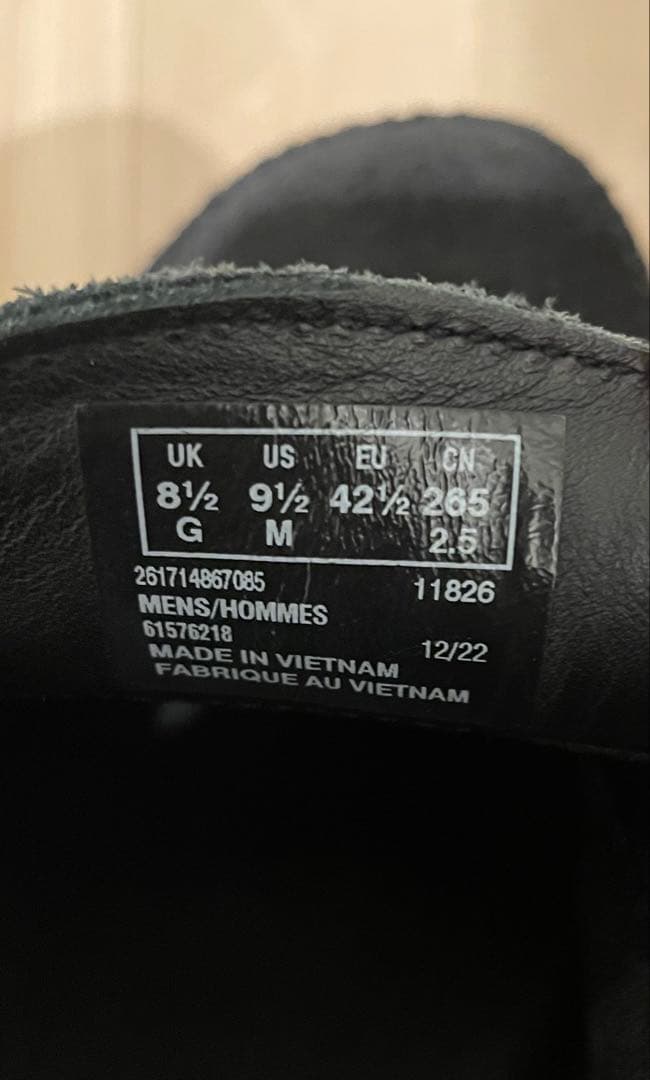 UK US EU CN
8½ 9½ 42½ 265
G M 2.5
261714867085 11826
MENS/HOMMES
61576218 12/22
MADE IN VIETNAM
FABRIQUE AU VIETNAM